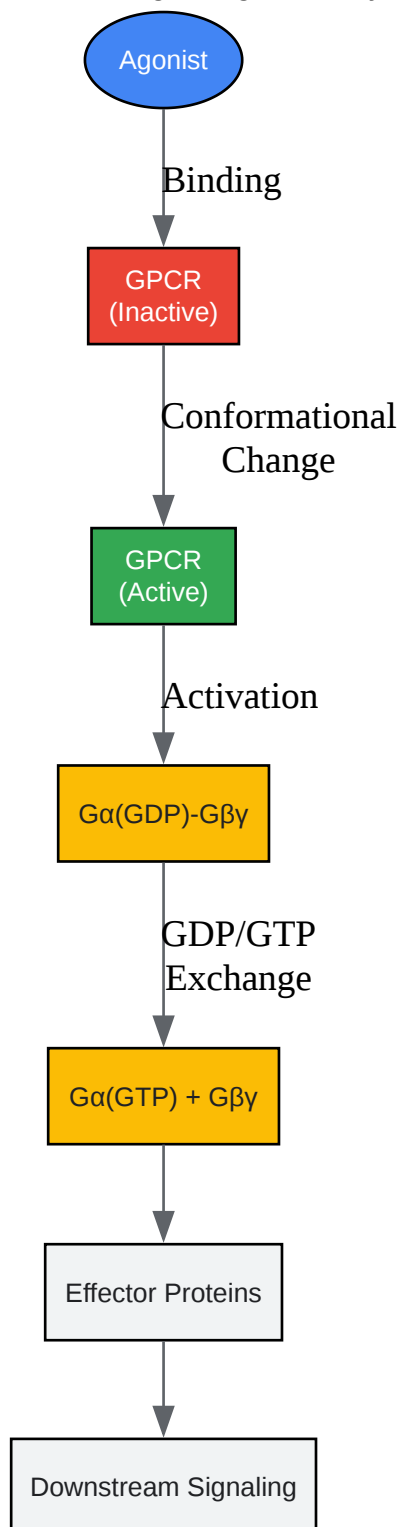 Agonist
Binding
GPCR
(Inactive)
Conformational
Change
GPCR
(Active)
Activation
Gα(GDP)-Gβγ
GDP/GTP
Exchange
Gα(GTP) + Gβγ
Effector Proteins
Downstream Signaling